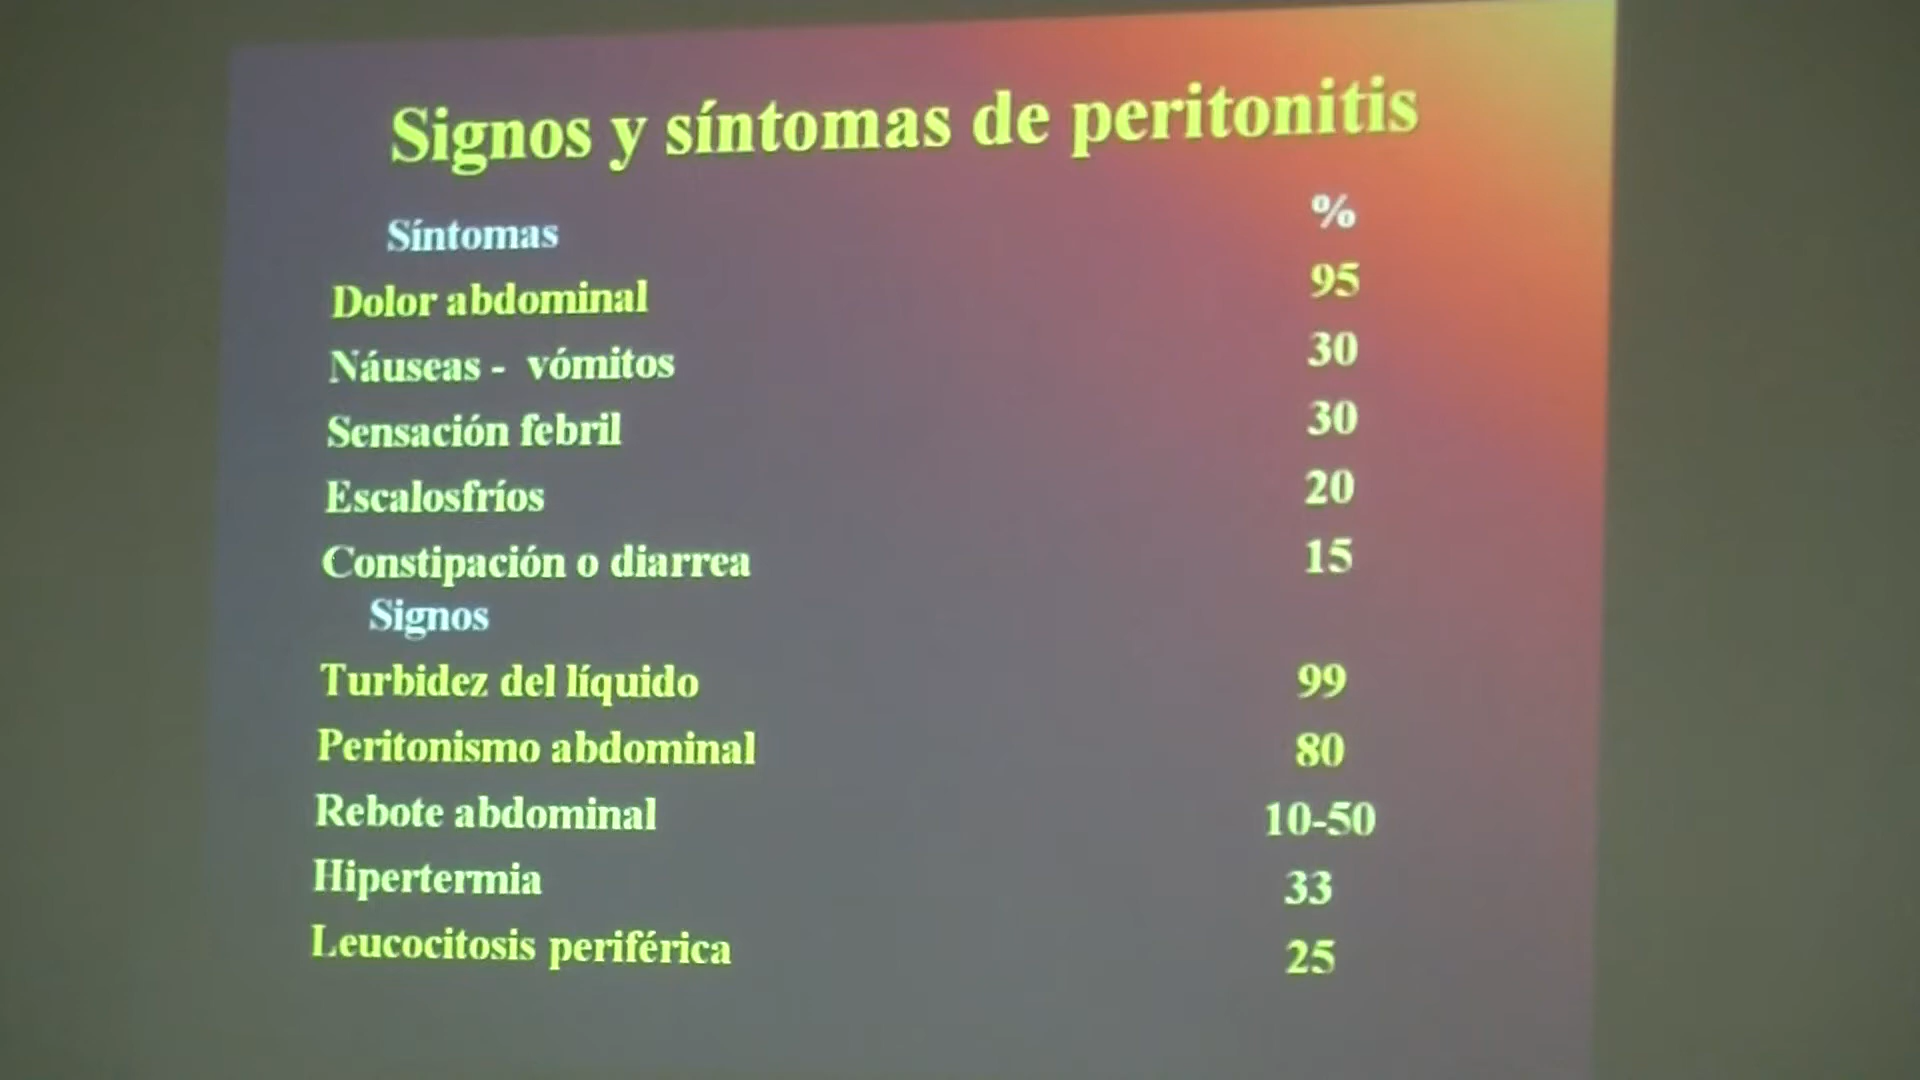 Signos y síntomas de peritonitis
Síntomas %
Dolor abdominal 95
Náuseas - vómitos 30
Sensación febril 30
Escalosfríos 20
Constipación o diarrea 15
Signos
Turbidez del líquido 99
Peritonismo abdominal 80
Rebote abdominal 10-50
Hipertermia 33
Leucocitosis periférica 25